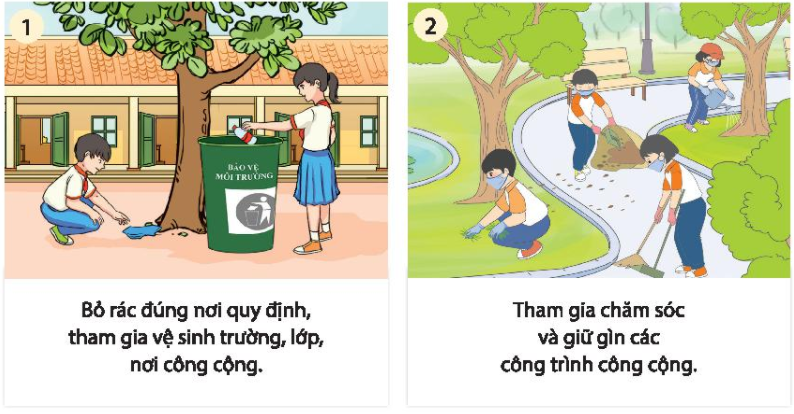 1
BẢO VỆ
MÔI TRƯỜNG
Bỏ rác đúng nơi quy định,
tham gia vệ sinh trường, lớp,
nơi công cộng.
2
Tham gia chăm sóc
và giữ gìn các
công trình công cộng.